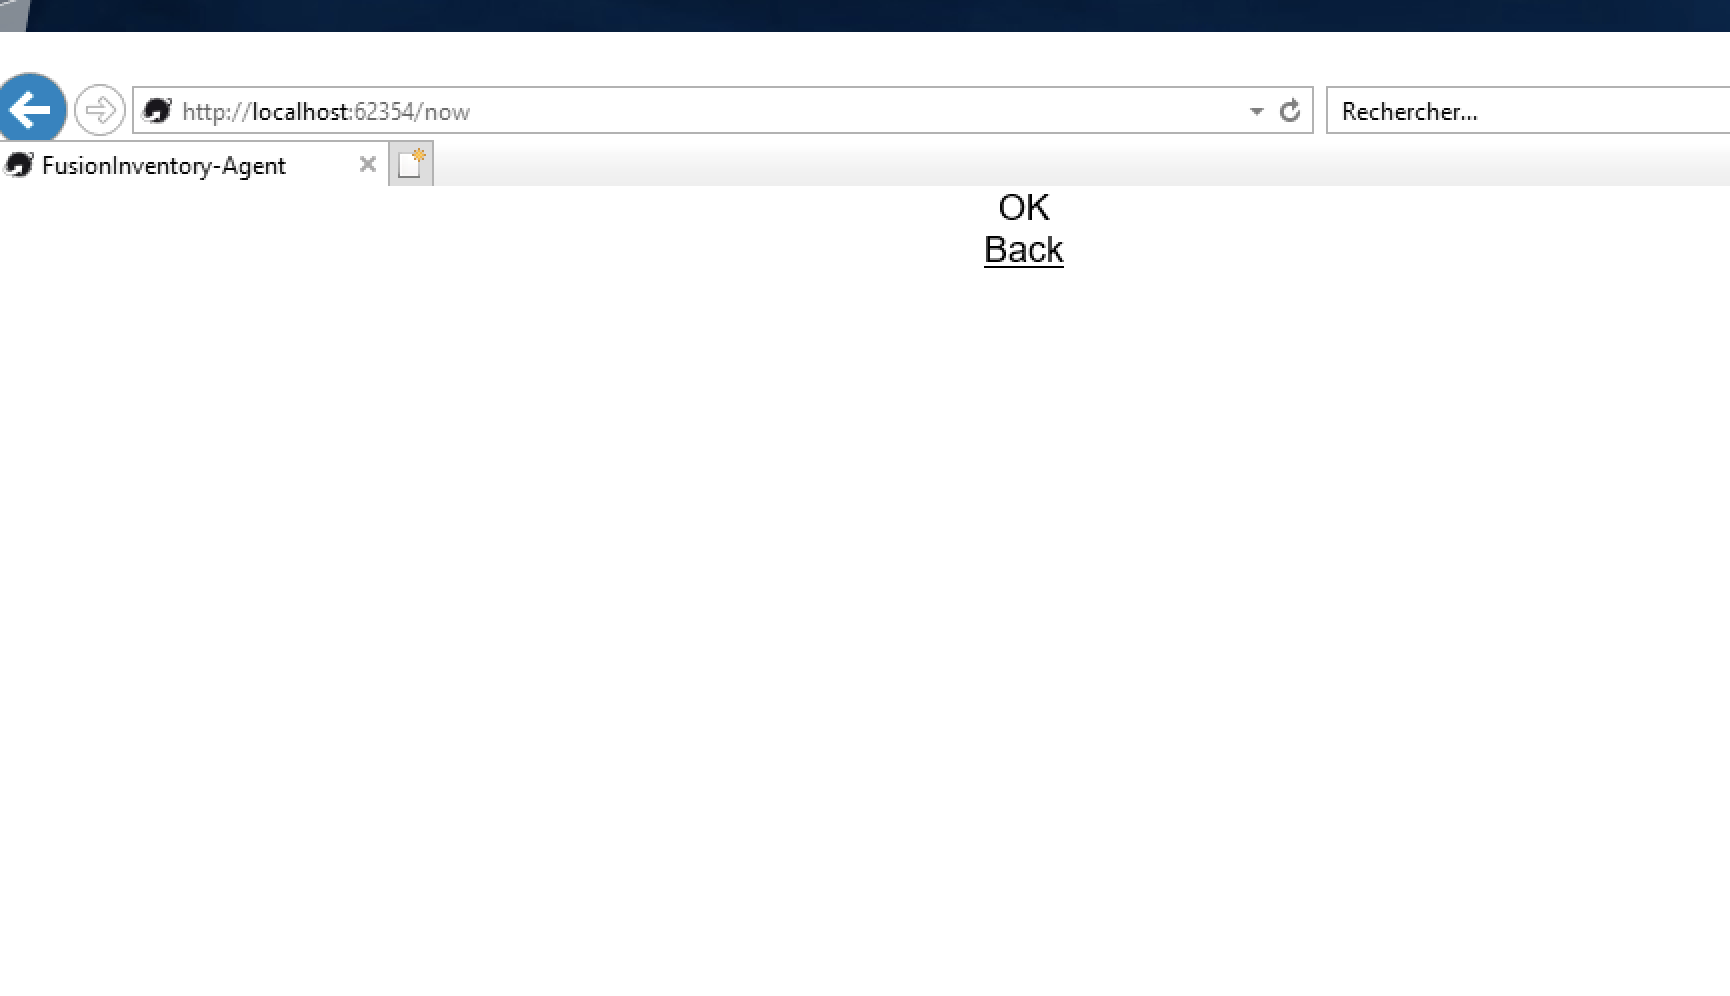 http://localhost:62354/now
Rechercher...
FusionInventory-Agent
OK
Back